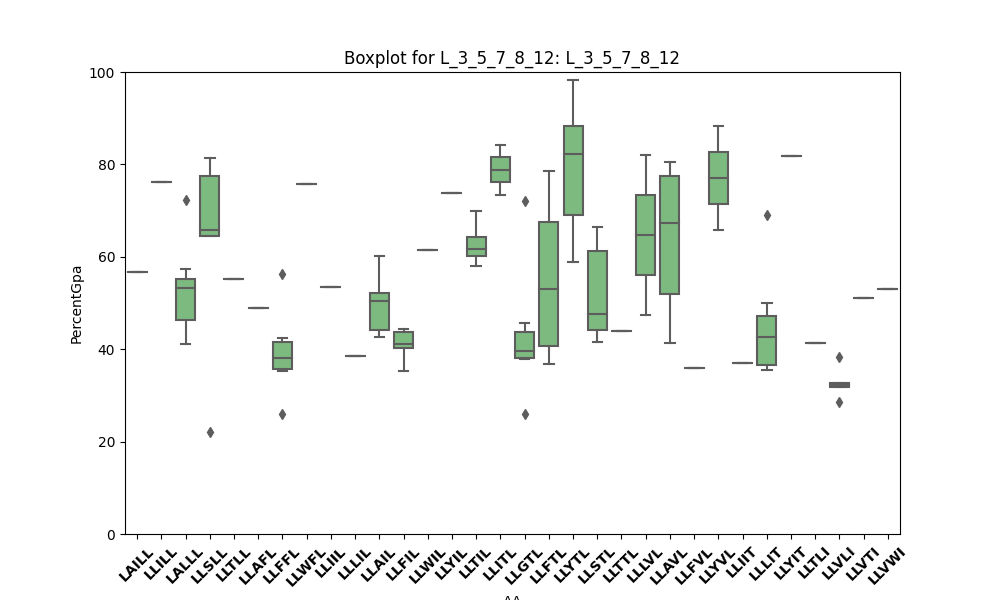 Boxplot for L_3_5_7_8_12: L_3_5_7_8_12
100
80
60
40
20
0
PercentGpa
LAILL LLILL LALLL LLSLL LLTLL LLAFL LLFFL LLWFL LLIIL LLLIL LLAIL LLFIL LLWIL LLYIL LLTIL LLITL LLGTL LLFTL LLYTL LLSTL LLTTL LLLVL LLAVL LLFVL LLYVL LLIIT LLLIT LLYIT LLTLI LLVLI LLVTI LLVWI
AA